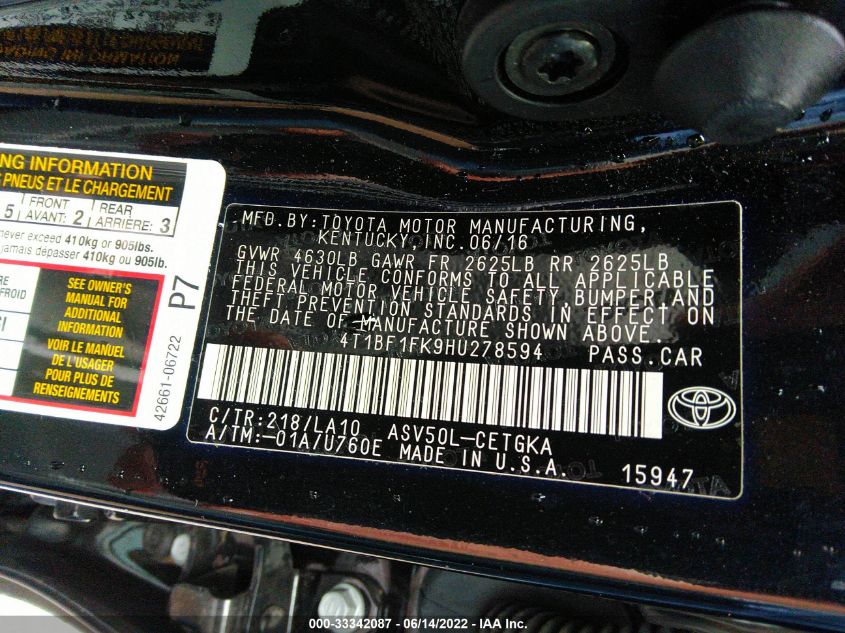 NG INFORMATION
S PNEUS ET LE CHARGEMENT
5 FRONT AVANT: 2 REAR ARRIÈRE: 3
never exceed 410kg or 905lbs.
jamais dépasser 410kg ou 905lb.
SEE OWNER'S
MANUAL FOR
ADDITIONAL
INFORMATION
VOIR LE MANUEL
DE L'USAGER
POUR PLUS DE
RENSEIGNEMENTS
P7
42661-06722
MFD.BY:TOYOTA MOTOR MANUFACTURING,
KENTUCKY,INC.06/16
GVWR 4630LB GAWR FR 2625LB RR 2625LB
THIS VEHICLE CONFORMS TO ALL APPLICABLE
FEDERAL MOTOR VEHICLE SAFETY,BUMPER,AND
THEFT PREVENTION STANDARDS IN EFFECT ON
THE DATE OF MANUFACTURE SHOWN ABOVE.
4T1BF1FK9HU278594 PASS.CAR
C/TR:218/LA10 ASV50L-CETGKA
A/TM:-01A/U760E MADE IN U.S.A.
15947
000-33342087 - 06/14/2022 - IAA Inc.